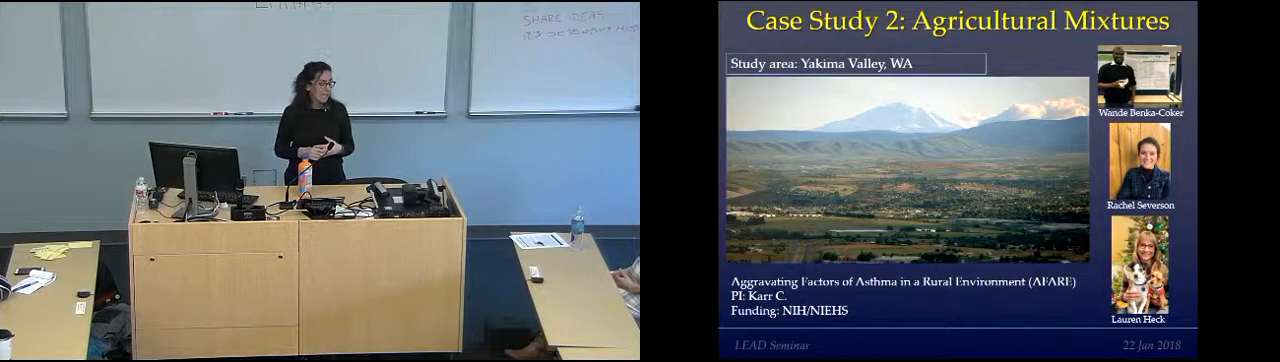 SHARE IDEAS
Case Study 2: Agricultural Mixtures
Study area: Yakima Valley, WA
Wande Benka-Coker
Rachel Severson
Aggravating Factors of Asthma in a Rural Environment (AFARE)
PI: Karr C.
Funding: NIH/NIEHS
Lauren Heck
LEAD Seminar
22 Jan 2018